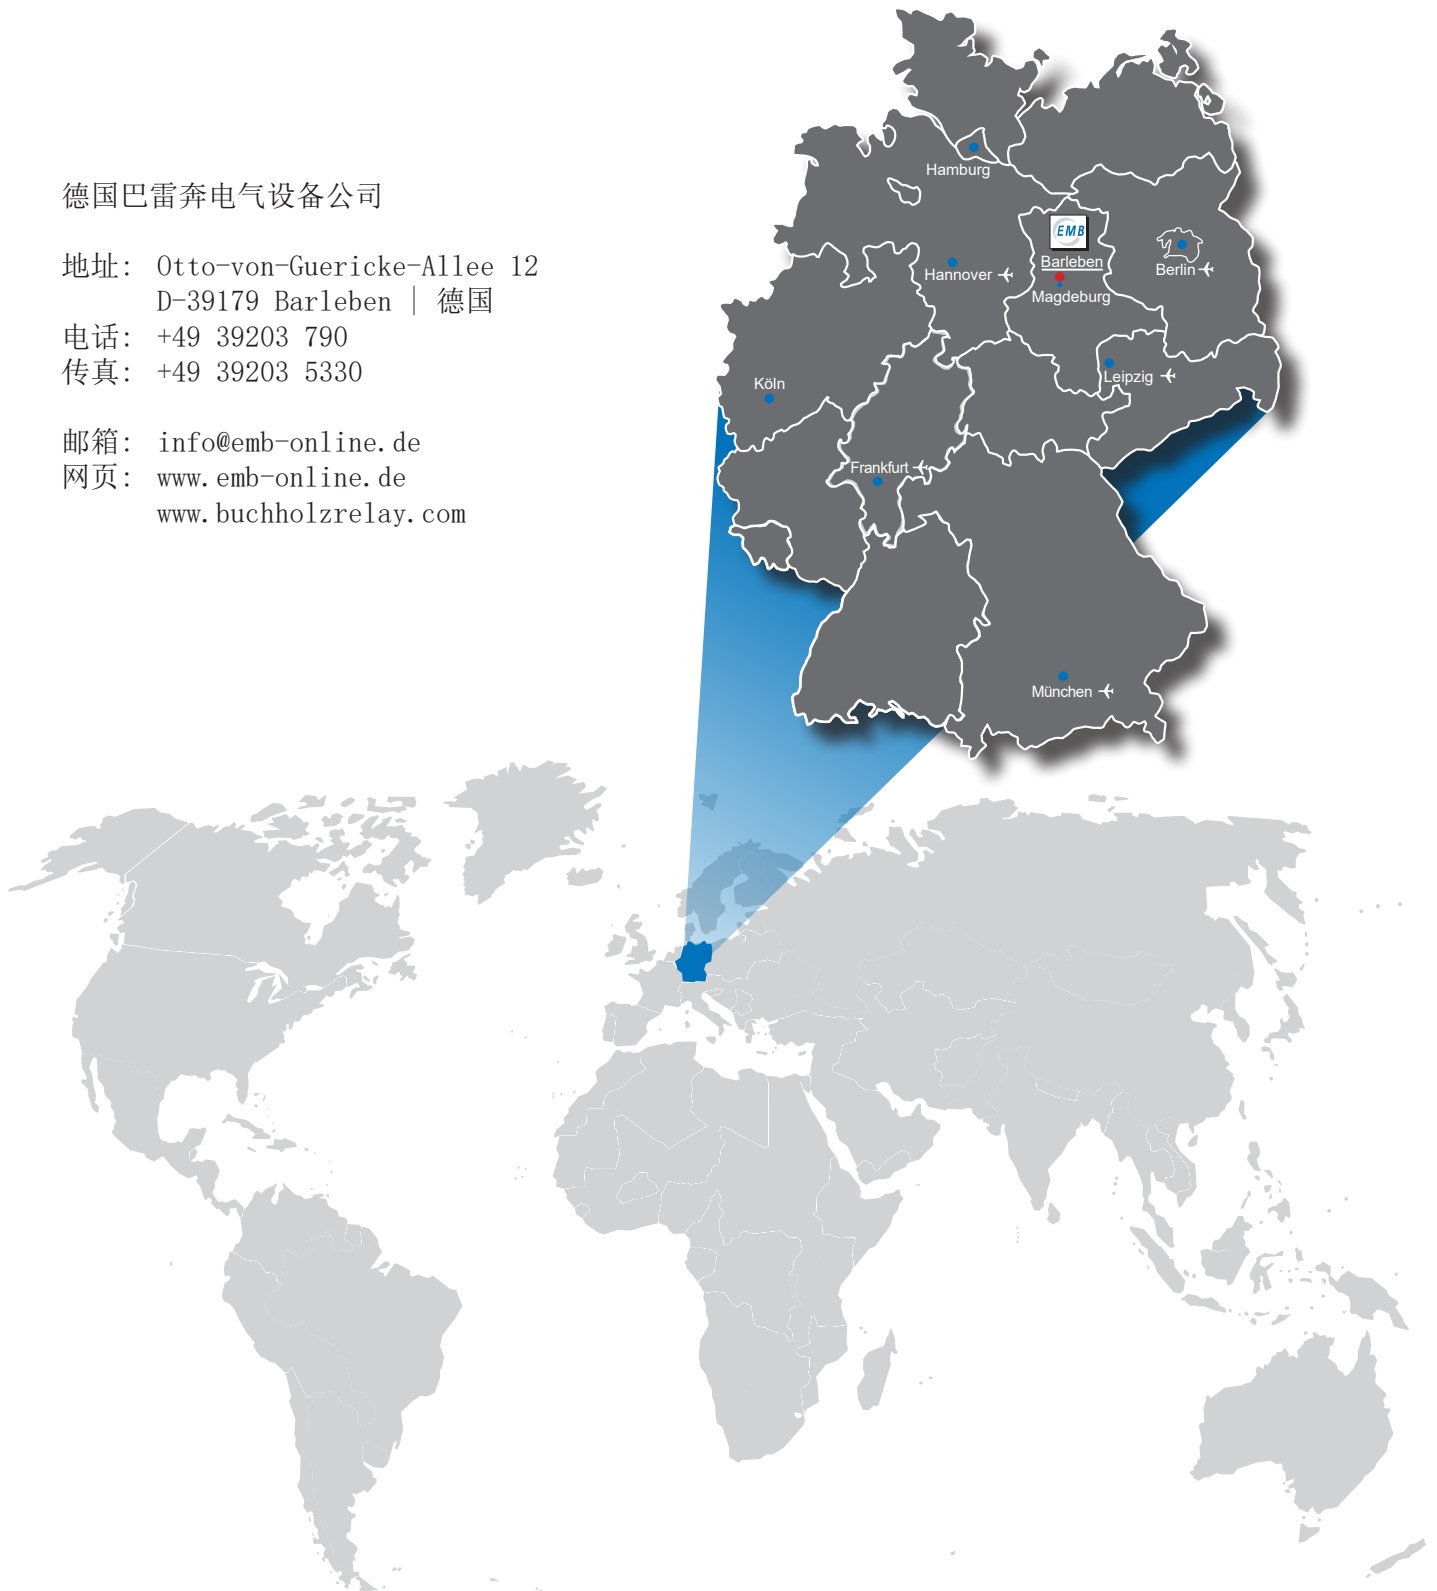 德国巴雷奔电气设备公司
地址: Otto-von-Guericke-Allee 12
D-39179 Barleben | 德国
电话: +49 39203 790
传真: +49 39203 5330
邮箱: info@emb-online.de
网页: www.emb-online.de
www.buchholzrelay.com
Hamburg
EMB
Barleben
Hannover
Berlin
Magdeburg
Leipzig
Köln
Frankfurt
München